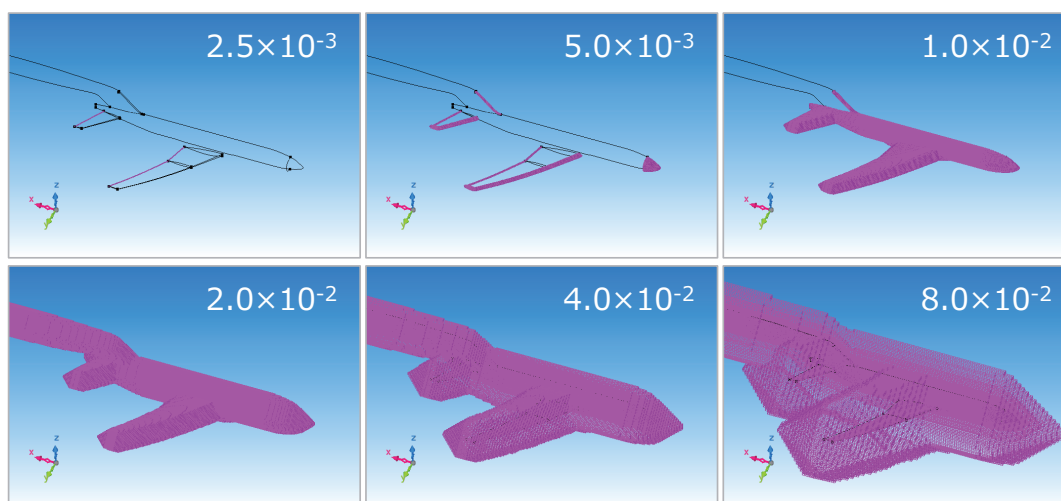 2.5×10⁻³
5.0×10⁻³
1.0×10⁻²
z
x
y
z
x
y
z
x
y
2.0×10⁻²
4.0×10⁻²
8.0×10⁻²
z
x
y
z
x
y
z
x
y